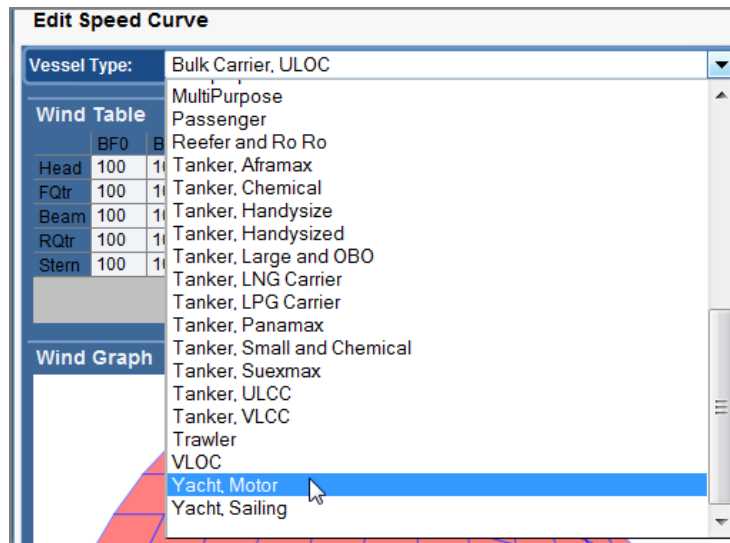 Edit Speed Curve
Vessel Type: Bulk Carrier, ULOC
MultiPurpose
Passenger
Reefer and Ro Ro
Tanker, Aframax
Tanker, Chemical
Tanker, Handysize
Tanker, Handysized
Tanker, Large and OBO
Tanker, LNG Carrier
Tanker, LPG Carrier
Tanker, Panamax
Tanker, Small and Chemical
Tanker, Suexmax
Tanker, ULCC
Tanker, VLCC
Trawler
VLOC
Yacht, Motor
Yacht, Sailing
Wind Table
BF0
Head 100
FQtr 100
Beam 100
RQtr 100
Stern 100
Wind Graph